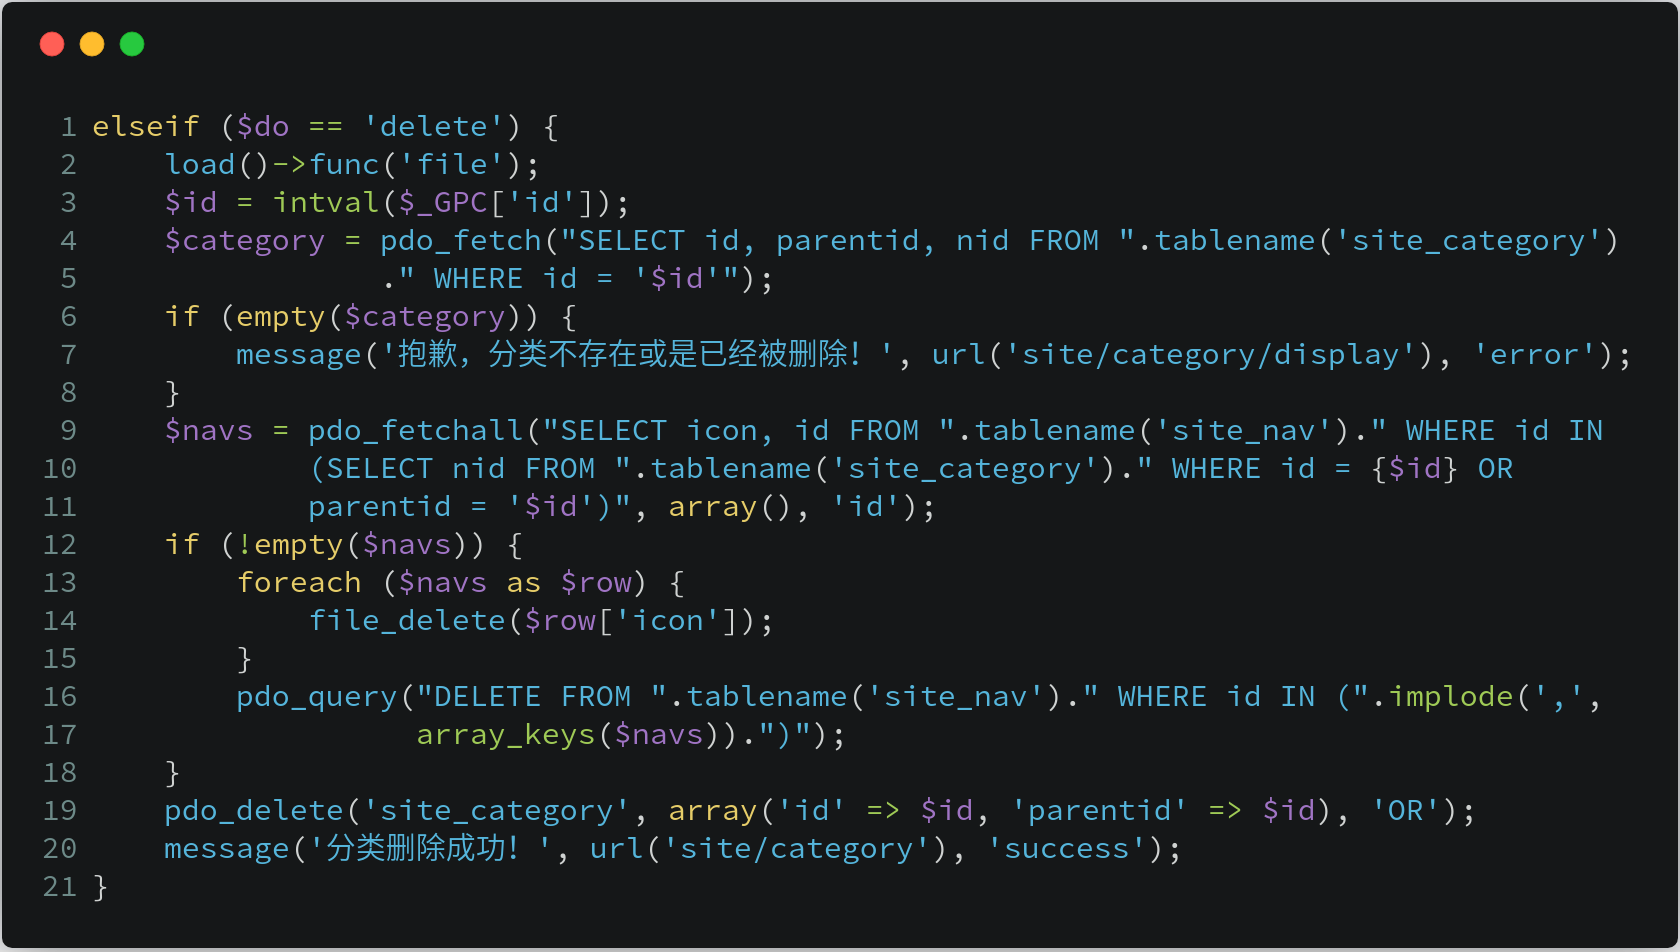 1 elseif ($do == 'delete') {
2     load()->func('file');
3     $id = intval($_GPC['id']);
4     $category = pdo_fetch("SELECT id, parentid, nid FROM ".tablename('site_category')
5                 ." WHERE id = '$id'");
6     if (empty($category)) {
7         message('抱歉，分类不存在或是已经被删除！', url('site/category/display'), 'error');
8     }
9     $navs = pdo_fetchall("SELECT icon, id FROM ".tablename('site_nav')." WHERE id IN
10             (SELECT nid FROM ".tablename('site_category')." WHERE id = {$id} OR
11             parentid = '$id')", array(), 'id');
12     if (!empty($navs)) {
13         foreach ($navs as $row) {
14             file_delete($row['icon']);
15         }
16         pdo_query("DELETE FROM ".tablename('site_nav')." WHERE id IN (".implode(',',
17                   array_keys($navs)).")");
18     }
19     pdo_delete('site_category', array('id' => $id, 'parentid' => $id), 'OR');
20     message('分类删除成功！', url('site/category'), 'success');
21 }